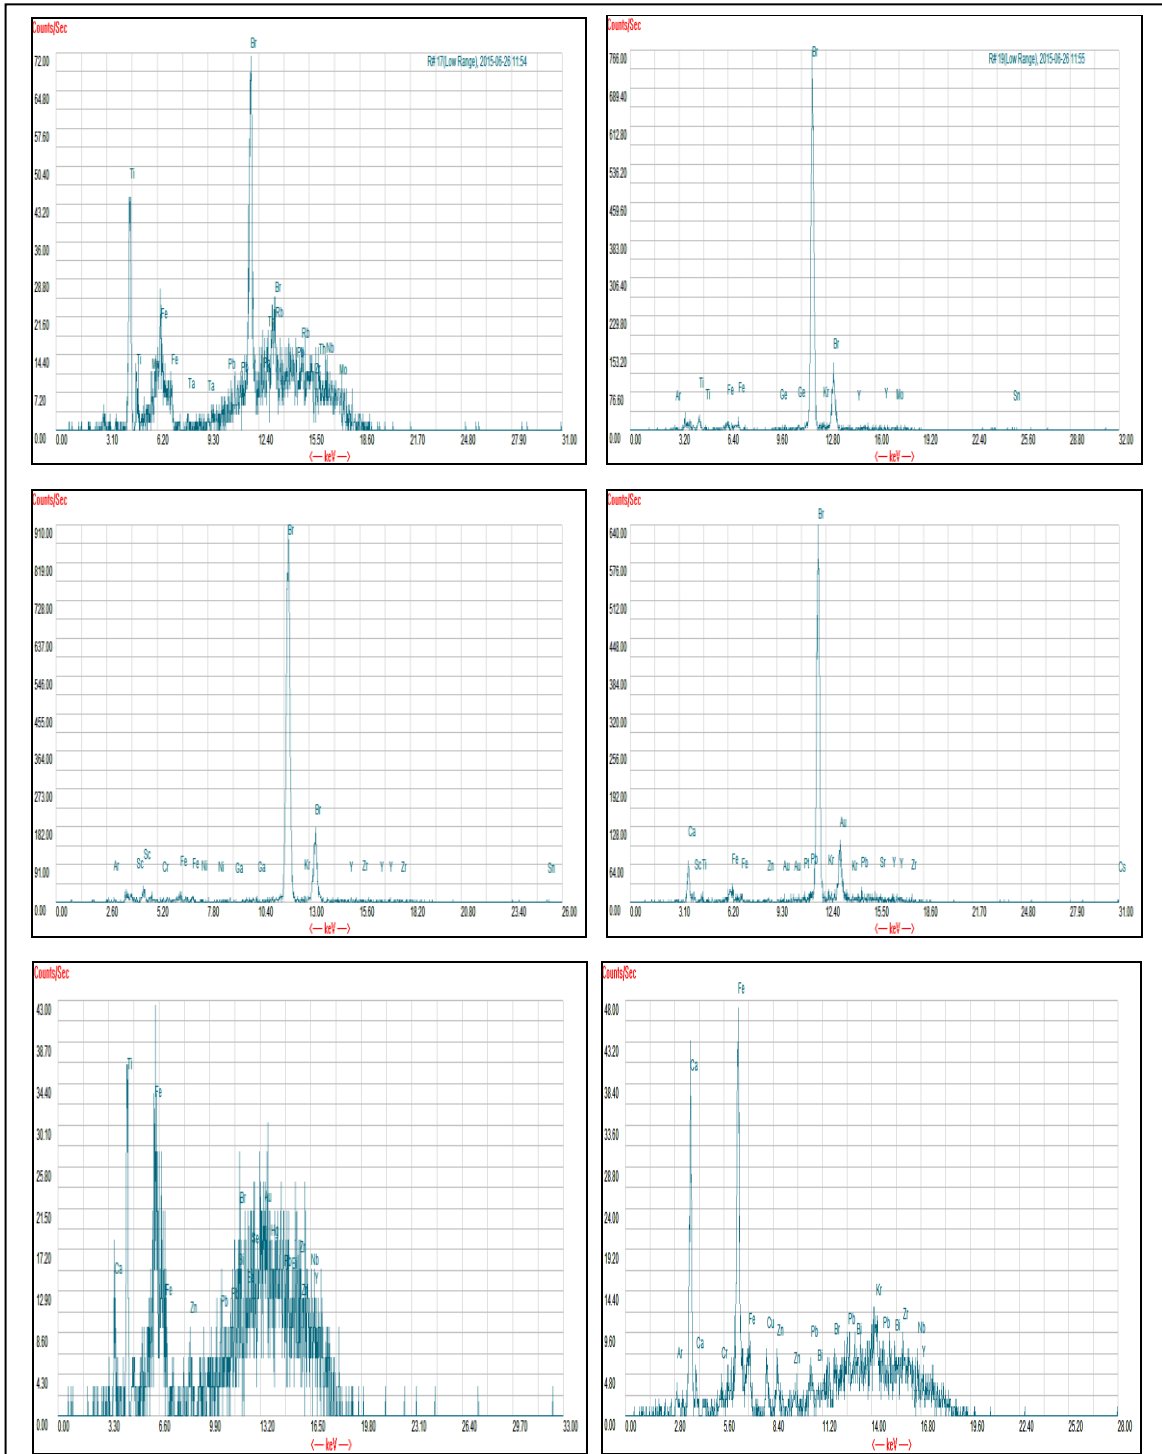 Counts/Sec
R# 17(Low Range), 2015-06-26 11:54
Br
72.00
64.80
57.60
50.40
43.20
36.00
28.80
21.60
14.40
7.20
0.00
Ti
Ti
Fe
Fe
Ta
Ta
Pb
Br
Rb
Rb
Th
Nb
Mo
0.00 3.10 6.20 9.30 12.40 15.50 18.60 21.70 24.80 27.90 31.00
<--- keV --->
Counts/Sec
R# 19(Low Range), 2015-06-26 11:55
Br
766.00
689.40
612.80
536.20
459.60
383.00
306.40
229.80
153.20
76.60
0.00
Br
Ar Ti Ti Fe Fe Ge Ge Kr Y Y Mo Sn
0.00 3.20 6.40 9.60 12.80 16.00 19.20 22.40 25.60 28.80 32.00
<--- keV --->
Counts/Sec
Br
910.00
819.00
728.00
637.00
546.00
455.00
364.00
273.00
182.00
91.00
0.00
Br
Ar Sc Sc Cr Fe Fe Ni Ni Ga Ga Kr Y Zr Y Y Zr Sn
0.00 2.60 5.20 7.80 10.40 13.00 15.60 18.20 20.80 23.40 26.00
<--- keV --->
Counts/Sec
Br
640.00
576.00
512.00
448.00
384.00
320.00
256.00
192.00
128.00
64.00
0.00
Ca Au
Sc Ti Fe Fe Zn Au Au Pt Pb Kr Kr Pb Sr Y Y Zr Cs
0.00 3.10 6.20 9.30 12.40 15.50 18.60 21.70 24.80 27.90 31.00
<--- keV --->
Counts/Sec
43.00
38.70
34.40
30.10
25.80
21.50
17.20
12.90
8.60
4.30
0.00
Ti
Fe
Ca
Fe
Zn
Pb
Br
Au
Nb
Y
0.00 3.30 6.60 9.90 13.20 16.50 19.80 23.10 26.40 29.70 33.00
<--- keV --->
Counts/Sec
Fe
48.00
43.20
38.40
33.60
28.80
24.00
19.20
14.40
9.60
4.80
0.00
Ca
Ar Ca Cr Fe Cu Zn Zn Pb Bi Br Pb Bi Kr Pb Bi Zr Nb Y
0.00 2.80 5.60 8.40 11.20 14.00 16.80 19.60 22.40 25.20 28.00
<--- keV --->